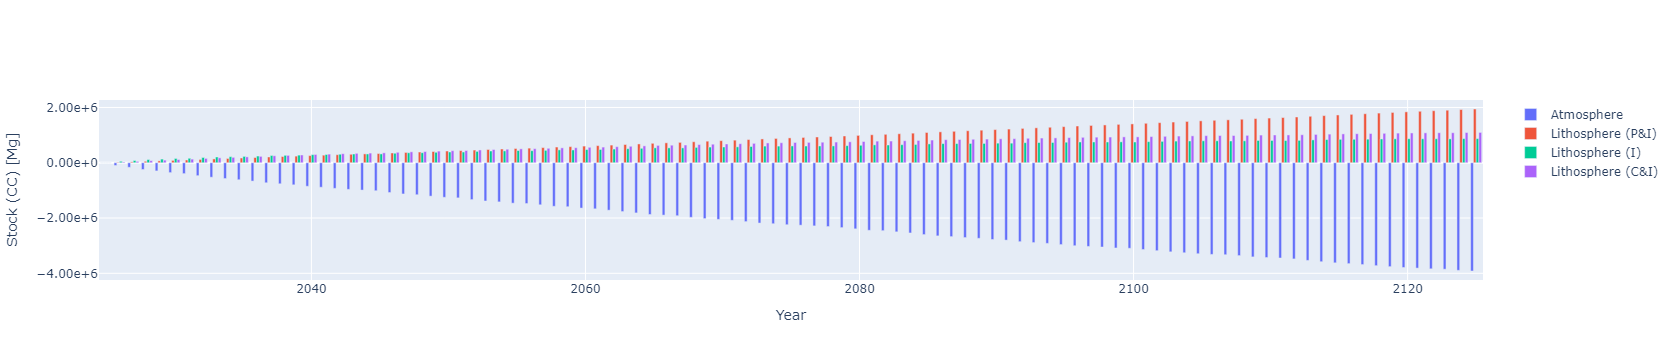 2.00e+6
0.00e+6
−2.00e+6
−4.00e+6
Stock (CC) [Mg]
2040
2060
2080
2100
2120
Year
Atmosphere
Lithosphere (P&I)
Lithosphere (I)
Lithosphere (C&I)